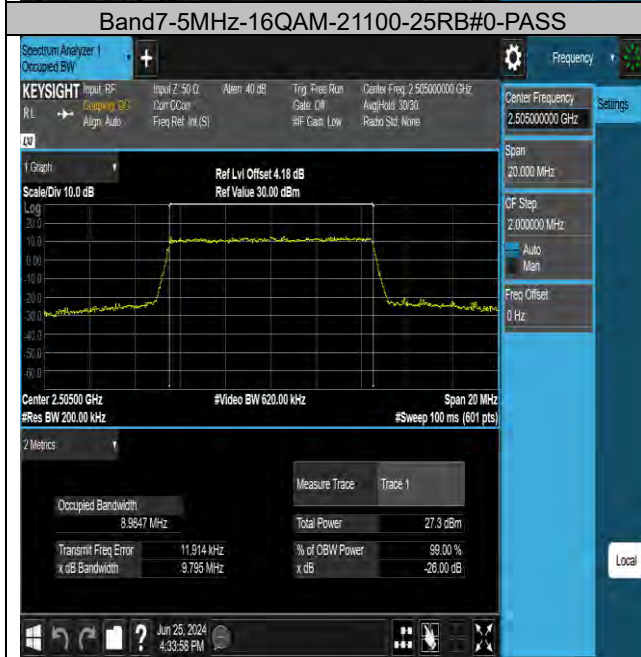 Band7-5MHz-16QAM-21100-25RB#0-PASS
Spectrum Analyzer 1
Occupied BW
+
Frequency
KEYSIGHT
Input: RF
Coupling: DC
Align: Auto
Input Z: 50 Ω
Corr CCorr
Freq Ref: Int (S)
Atten: 40 dB
Trig: Free Run
Gate: Off
#IF Gain: Low
Center Freq: 2.505000000 GHz
Avg|Hold: 30/30
Radio Std: None
RL
LXI
Center Frequency
2.505000000 GHz
Settings
Span
20.000 MHz
CF Step
2.000000 MHz
Auto
Man
Freq Offset
0 Hz
1 Graph
Scale/Div 10.0 dB
Ref Lvl Offset 4.18 dB
Ref Value 30.00 dBm
Log
20.0
10.0
0.00
-10.0
-20.0
-30.0
-40.0
-50.0
-60.0
Center 2.50500 GHz
#Video BW 620.00 kHz
Span 20 MHz
#Res BW 200.00 kHz
#Sweep 100 ms (601 pts)
2 Metrics
Measure Trace
Trace 1
Occupied Bandwidth
8.9847 MHz
Total Power
27.3 dBm
Transmit Freq Error
11.914 kHz
% of OBW Power
99.00 %
x dB Bandwidth
9.795 MHz
x dB
-26.00 dB
Local
?
Jun 25, 2024
4:33:58 PM